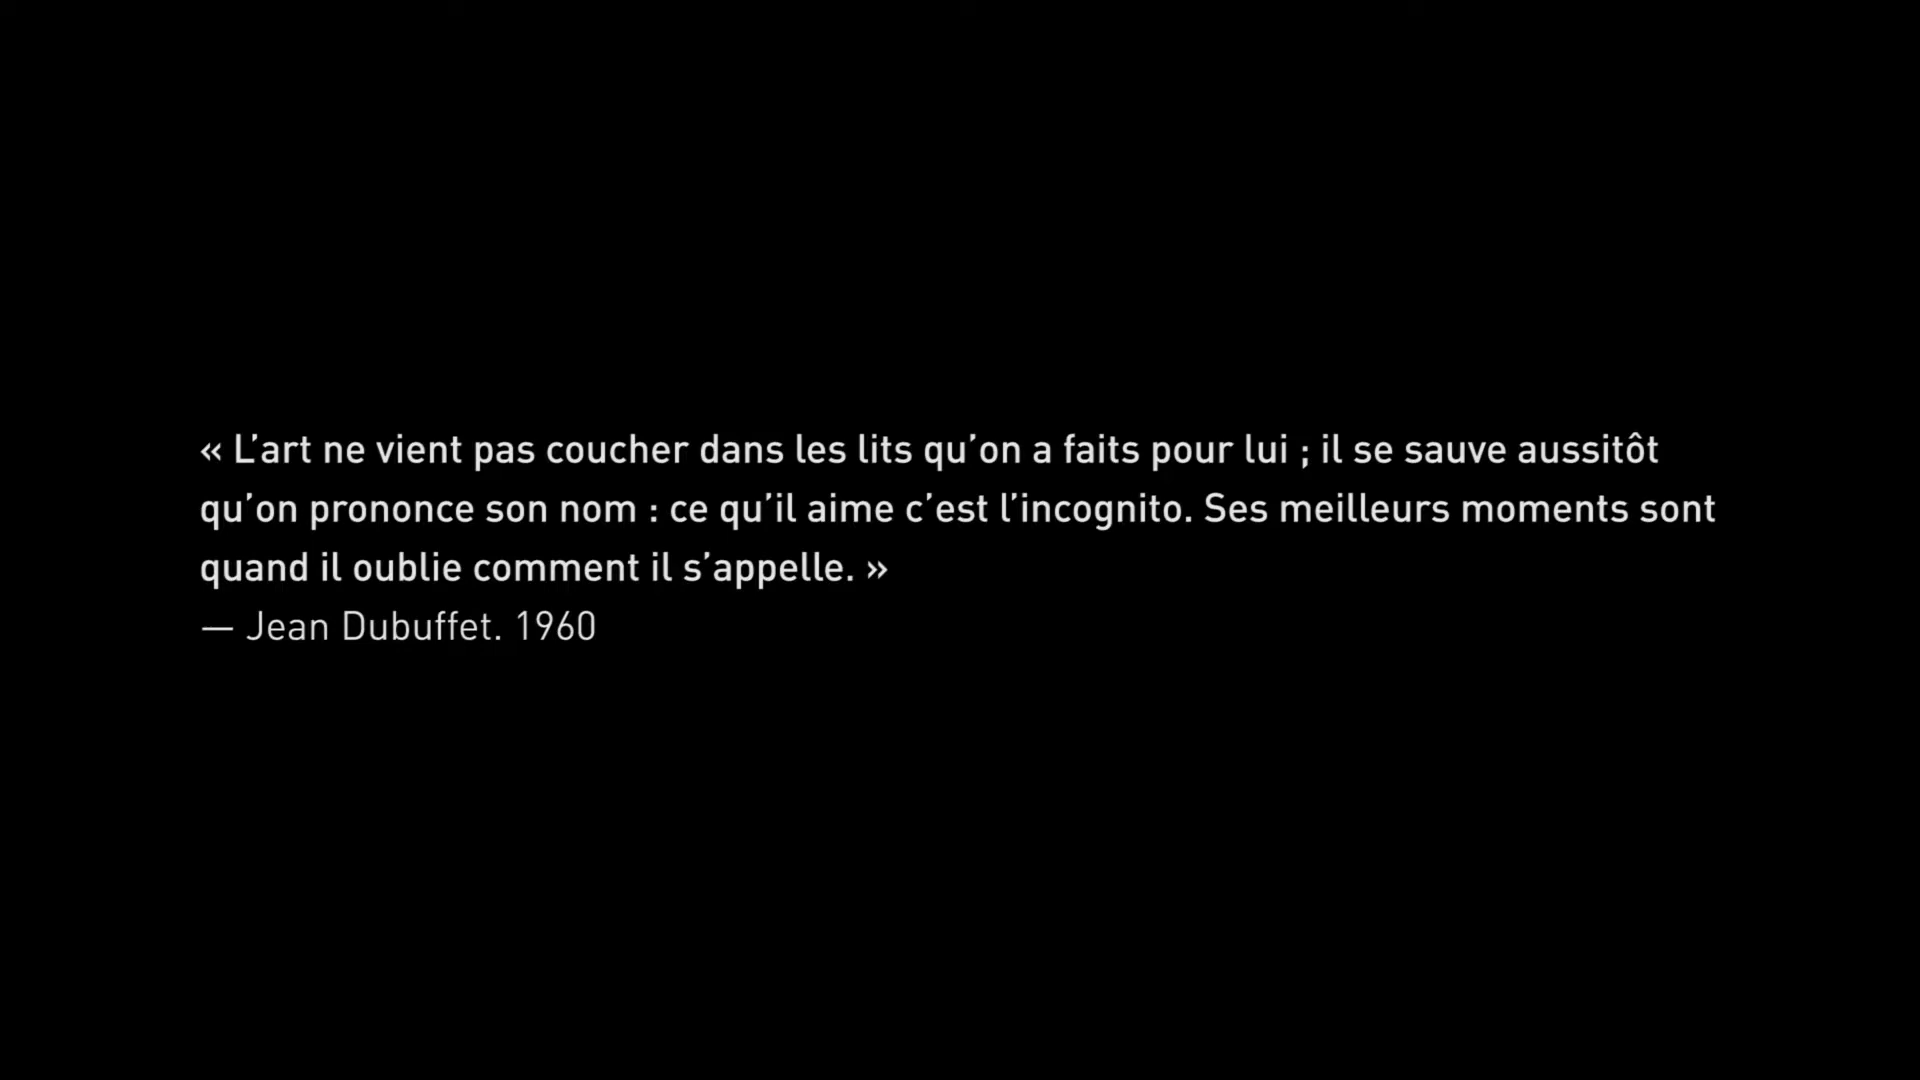 « L’art ne vient pas coucher dans les lits qu’on a faits pour lui ; il se sauve aussitôt
qu’on prononce son nom : ce qu’il aime c’est l’incognito. Ses meilleurs moments sont
quand il oublie comment il s’appelle. »
— Jean Dubuffet. 1960